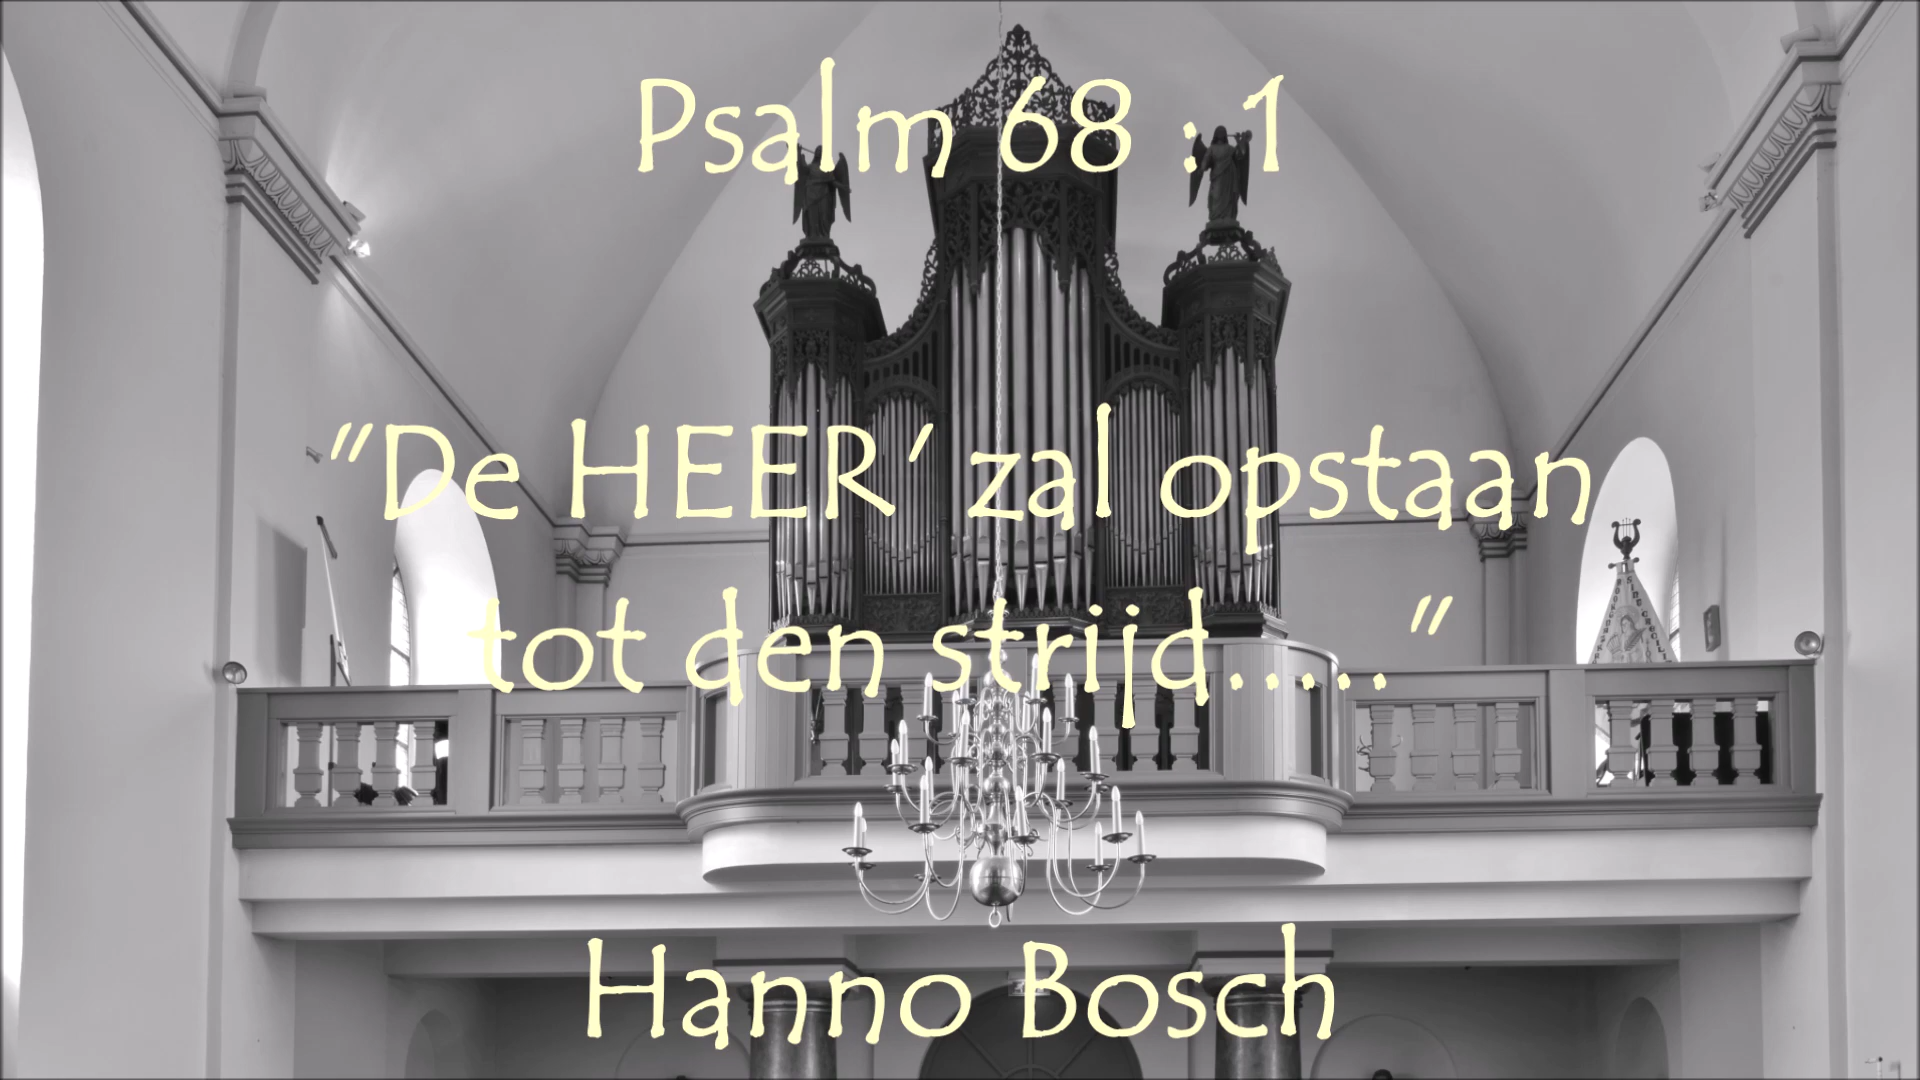 Psalm 68 : 1
"De HEER' zal opstaan
tot den strijd....."
Hanno Bosch